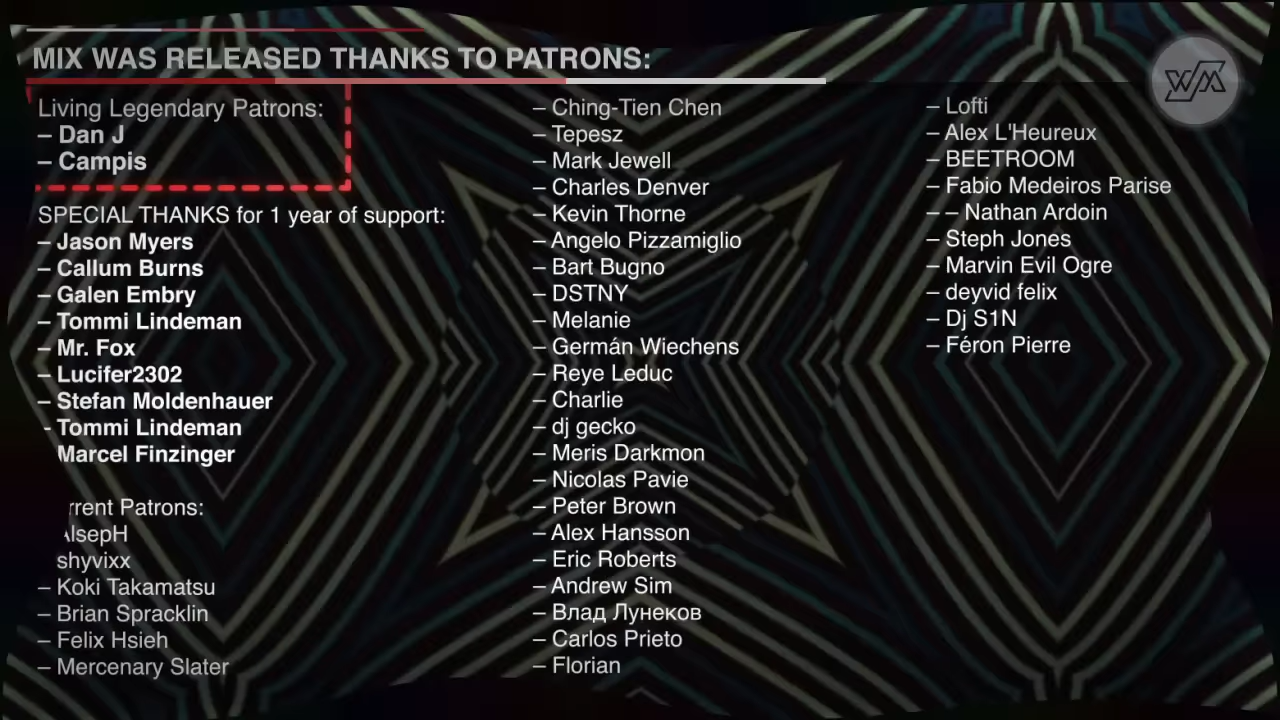 MIX WAS RELEASED THANKS TO PATRONS:
WM
Living Legendary Patrons:
– Dan J
– Campis
SPECIAL THANKS for 1 year of support:
– Jason Myers
– Callum Burns
– Galen Embry
– Tommi Lindeman
– Mr. Fox
– Lucifer2302
– Stefan Moldenhauer
- Tommi Lindeman
Marcel Finzinger
rrent Patrons:
AlsepH
shyvixx
– Koki Takamatsu
– Brian Spracklin
– Felix Hsieh
– Mercenary Slater
– Ching-Tien Chen
– Tepesz
– Mark Jewell
– Charles Denver
– Kevin Thorne
– Angelo Pizzamiglio
– Bart Bugno
– DSTNY
– Melanie
– Germán Wiechens
– Reye Leduc
– Charlie
– dj gecko
– Meris Darkmon
– Nicolas Pavie
– Peter Brown
– Alex Hansson
– Eric Roberts
– Andrew Sim
– Влад Лунеков
– Carlos Prieto
– Florian
– Lofti
– Alex L'Heureux
– BEETROOM
– Fabio Medeiros Parise
– – Nathan Ardoin
– Steph Jones
– Marvin Evil Ogre
– deyvid felix
– Dj S1N
– Féron Pierre